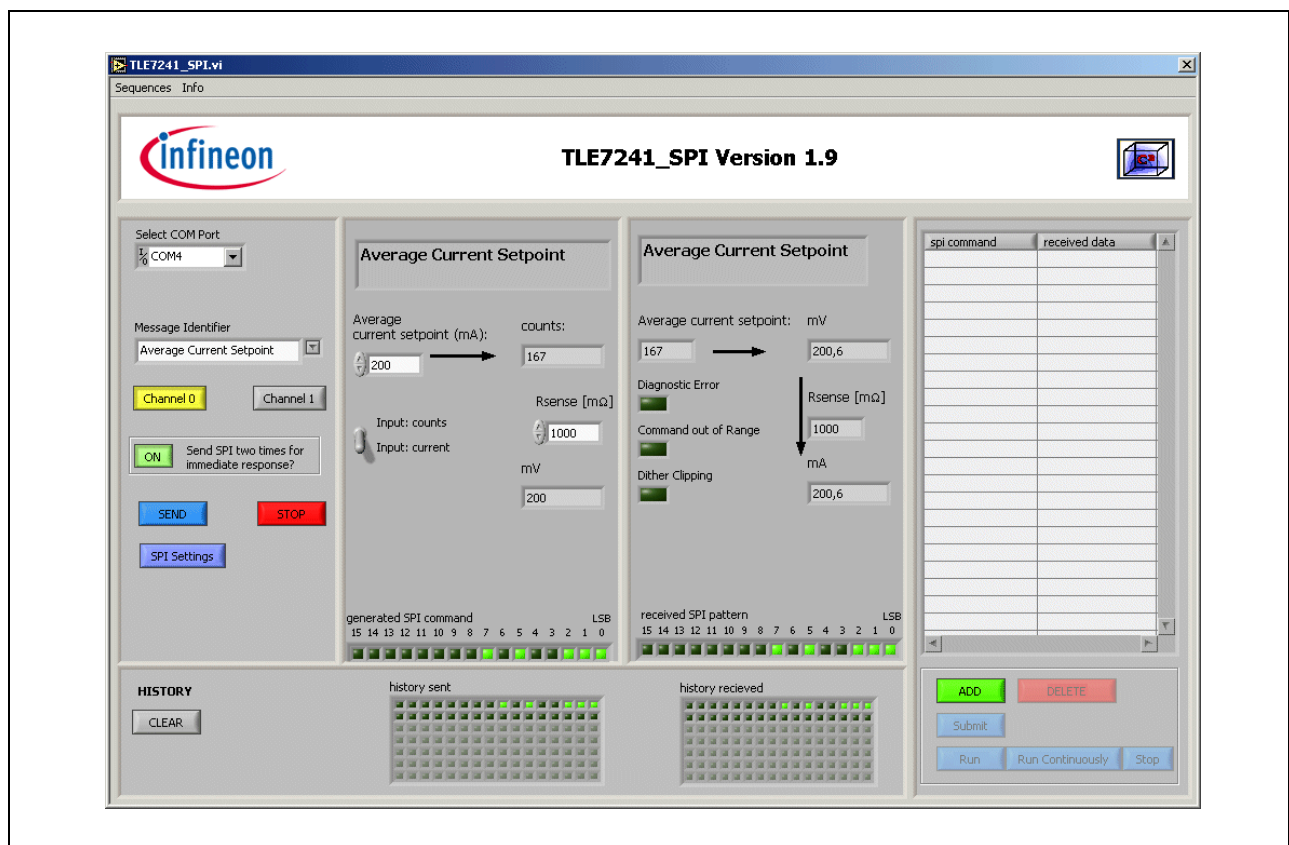 TLE7241_SPI.vi
Sequences Info
infineon
TLE7241_SPI Version 1.9
Select COM Port
COM4
Message Identifier
Average Current Setpoint
Channel 0
Channel 1
ON
Send SPI two times for
immediate response?
SEND
STOP
SPI Settings
Average Current Setpoint
Average
current setpoint (mA):
200
counts:
167
Input: counts
Input: current
Rsense [mΩ]
1000
mV
200
generated SPI command
LSB
15 14 13 12 11 10 9 8 7 6 5 4 3 2 1 0
Average Current Setpoint
Average current setpoint:
167
mV
200,6
Diagnostic Error
Command out of Range
Dither Clipping
Rsense [mΩ]
1000
mA
200,6
received SPI pattern
LSB
15 14 13 12 11 10 9 8 7 6 5 4 3 2 1 0
spi command
received data
HISTORY
CLEAR
history sent
history recieved
ADD
DELETE
Submit
Run
Run Continuously
Stop